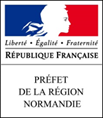 Liberté • Égalité • Fraternité
RÉPUBLIQUE FRANÇAISE
PRÉFET
DE LA RÉGION
NORMANDIE